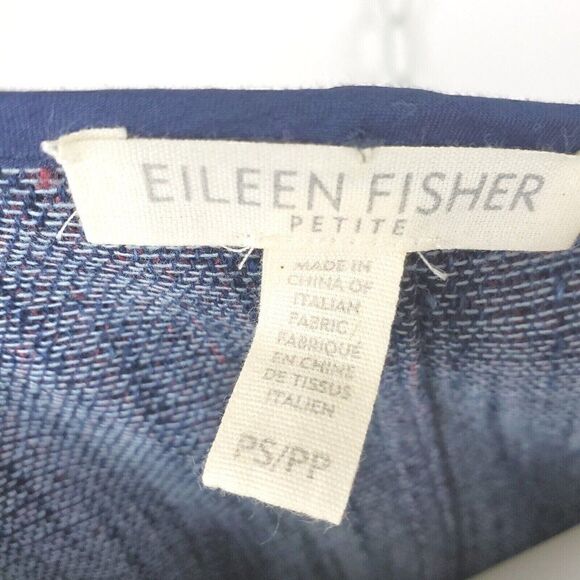 EILEEN FISHER
PETITE
MADE IN
CHINA OF
ITALIAN
FABRIC/
FABRIQUÉ
EN CHINE
DE TISSUS
ITALIEN
PS/PP